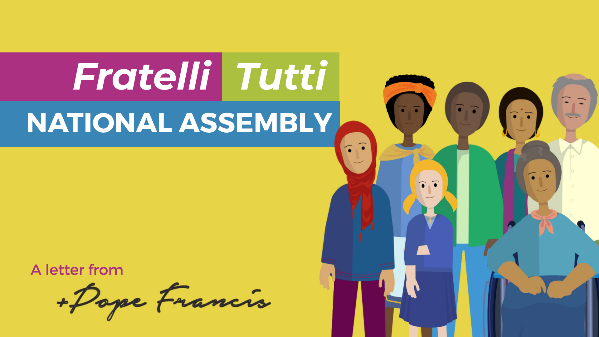 Fratelli Tutti
NATIONAL ASSEMBLY
A letter from
+Pope Francis